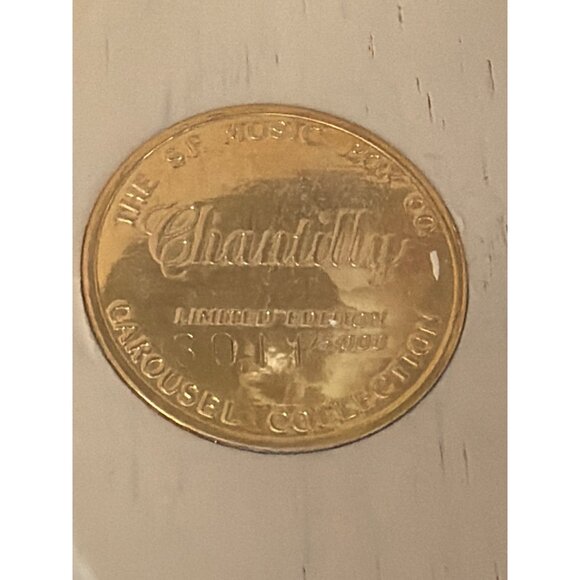 THE S.F. MUSIC BOX CO.
Chantilly
LIMITED EDITION
CAROUSEL COLLECTION